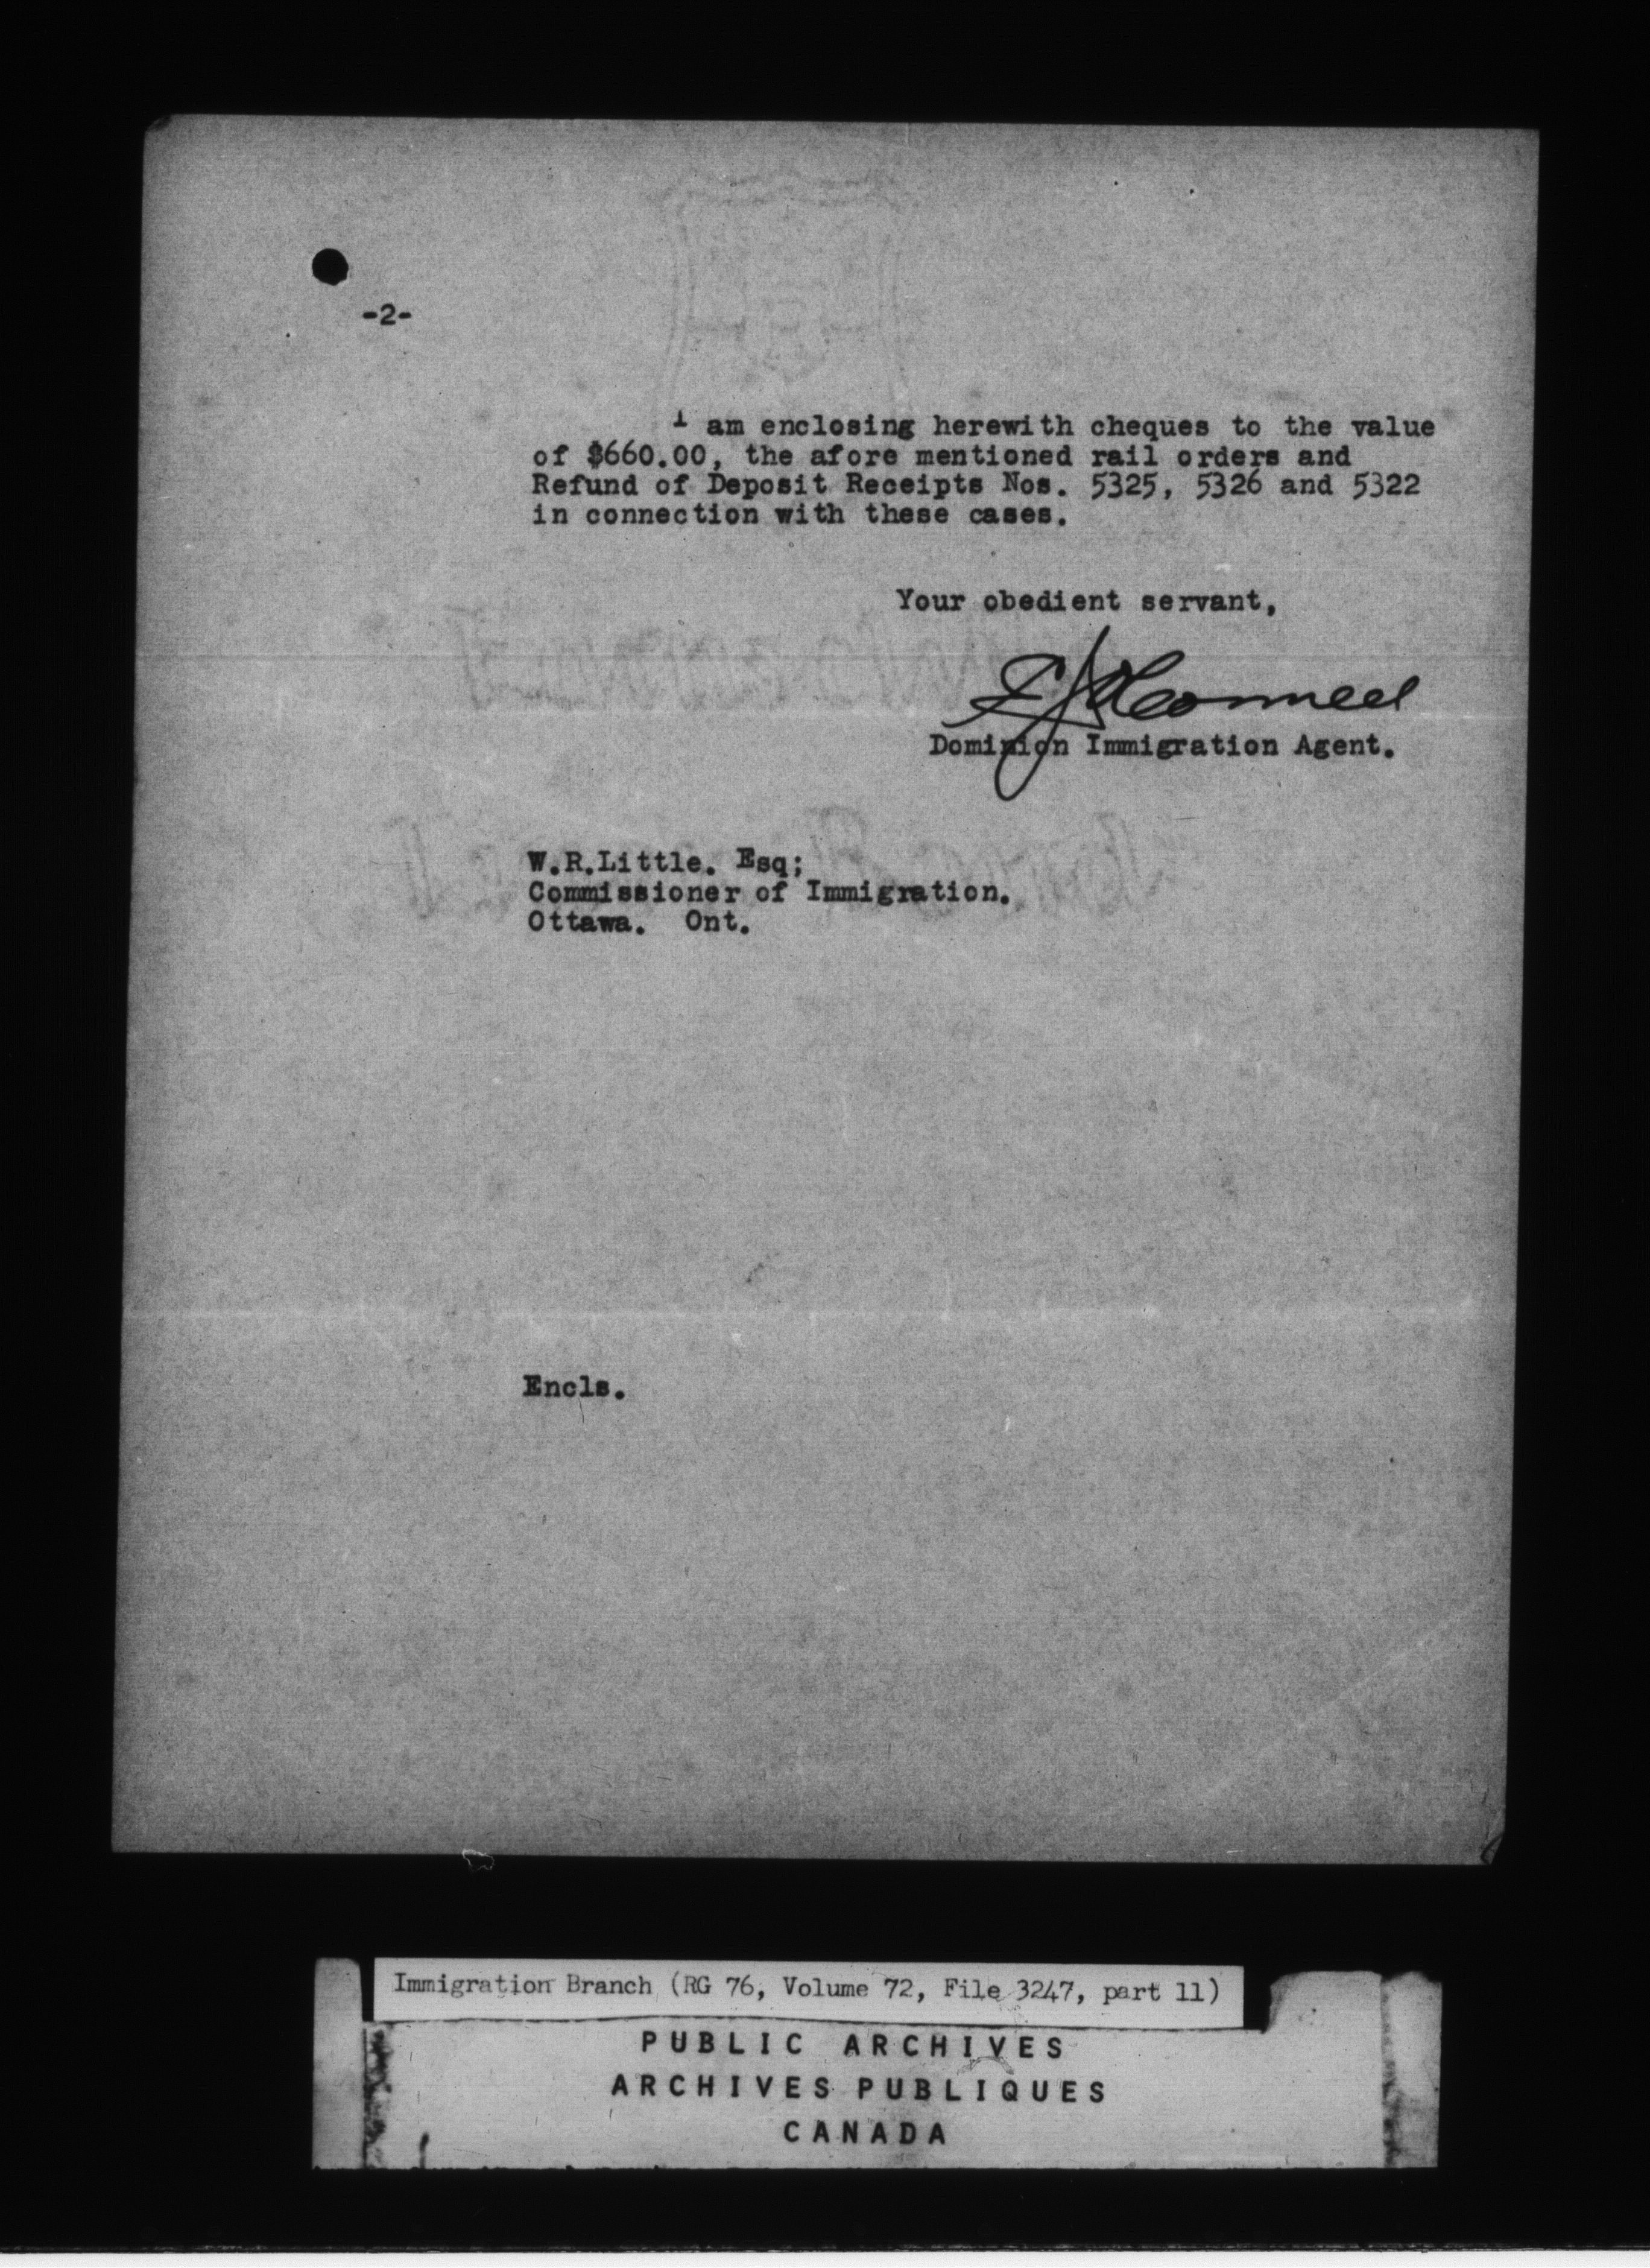 -2-
I am enclosing herewith cheques to the value
of $660.00, the afore mentioned rail orders and
Refund of Deposit Receipts Nos. 5325, 5326 and 5322
in connection with these cases.
Your obedient servant,
Dominion Immigration Agent.
W.R.Little. Esq;
Commissioner of Immigration.
Ottawa. Ont.
Encls.
Immigration Branch (RG 76, Volume 72, File 3247, part 11)
PUBLIC ARCHIVES
ARCHIVES PUBLIQUES
CANADA